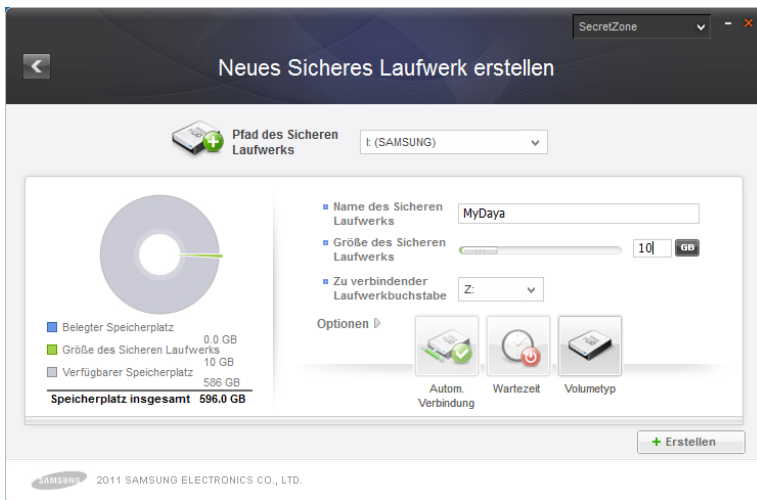 SecretZone
Neues Sicheres Laufwerk erstellen
Pfad des Sicheren
Laufwerks
I: (SAMSUNG)
Name des Sicheren
Laufwerks
MyDaya
Größe des Sicheren
Laufwerks
10
GB
Zu verbindender
Laufwerkbuchstabe
Z:
Optionen
Autom.
Verbindung
Wartezeit
Volumetyp
Belegter Speicherplatz
0.0 GB
Größe des Sicheren Laufwerks
10 GB
Verfügbarer Speicherplatz
586 GB
Speicherplatz insgesamt 596.0 GB
+ Erstellen
SAMSUNG 2011 SAMSUNG ELECTRONICS CO., LTD.